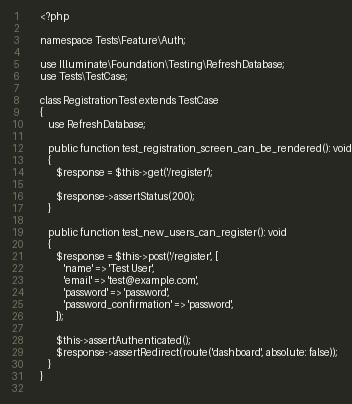 1 <?php
2
3 namespace Tests\Feature\Auth;
4
5 use Illuminate\Foundation\Testing\RefreshDatabase;
6 use Tests\TestCase;
7
8 class RegistrationTest extends TestCase
9 {
10     use RefreshDatabase;
11
12     public function test_registration_screen_can_be_rendered(): void
13     {
14         $response = $this->get('/register');
15
16         $response->assertStatus(200);
17     }
18
19     public function test_new_users_can_register(): void
20     {
21         $response = $this->post('/register', [
22             'name' => 'Test User',
23             'email' => 'test@example.com',
24             'password' => 'password',
25             'password_confirmation' => 'password',
26         ]);
27
28         $this->assertAuthenticated();
29         $response->assertRedirect(route('dashboard', absolute: false));
30     }
31 }
32